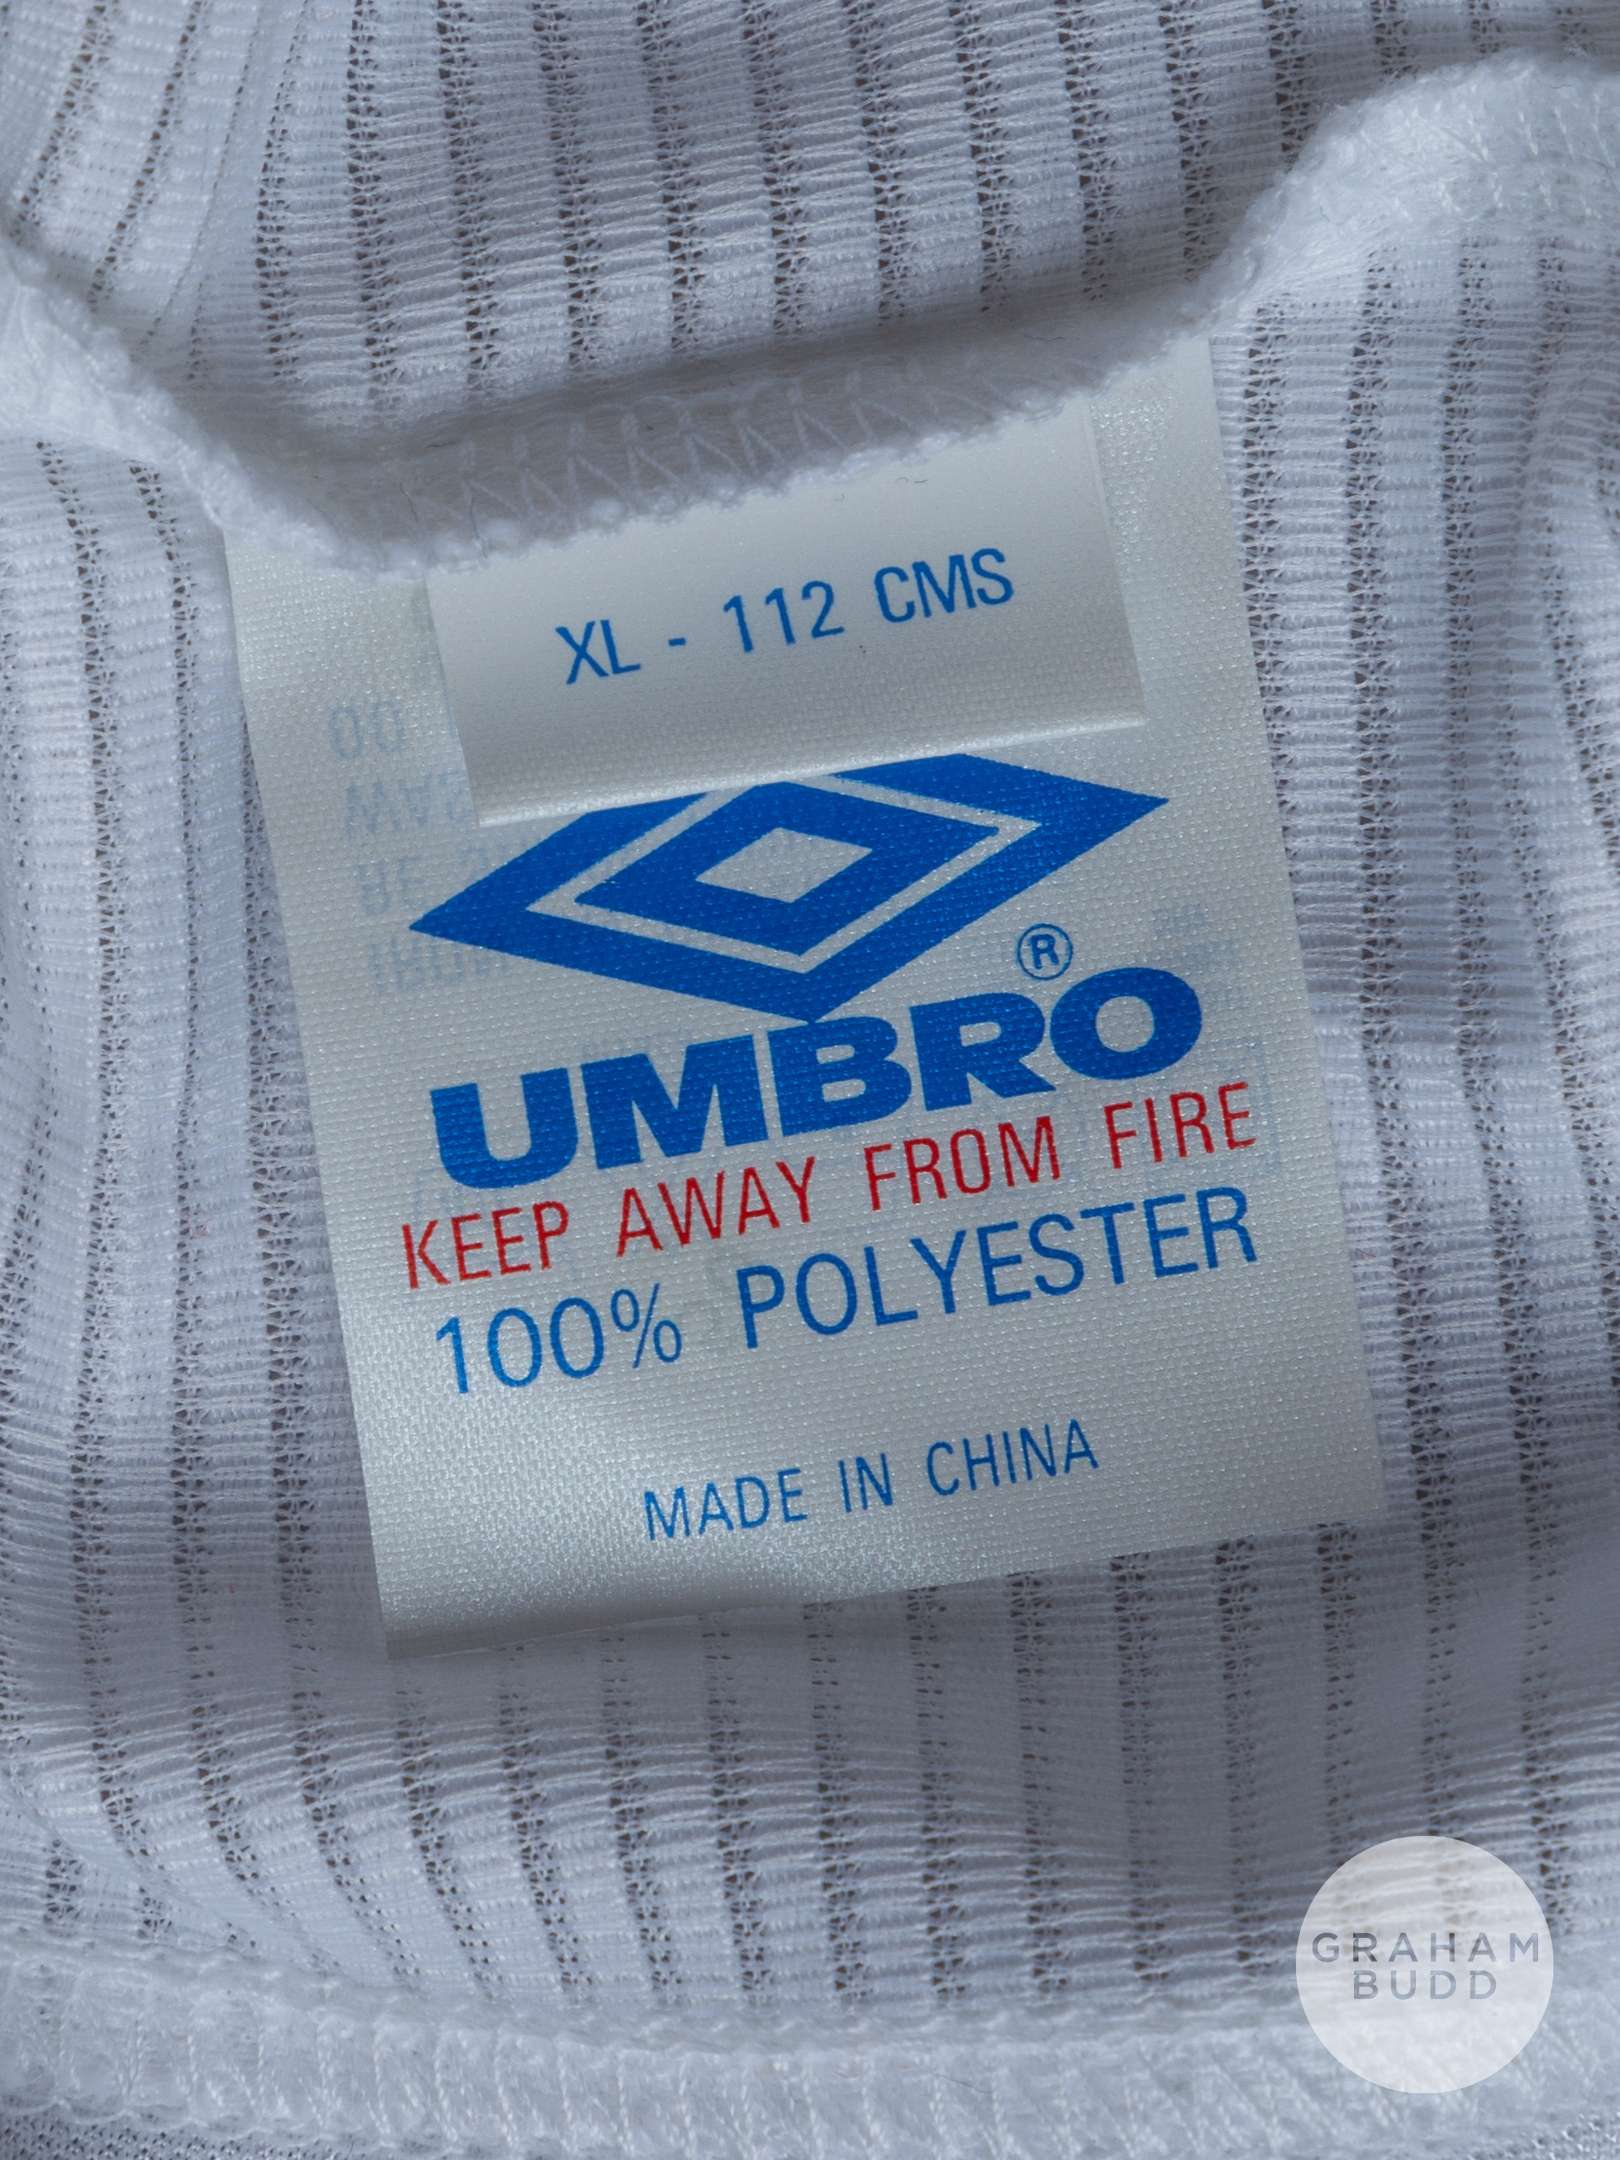 XL - 112 CMS
®
UMBRO
KEEP AWAY FROM FIRE
100% POLYESTER
MADE IN CHINA
GRAHAM
BUDD